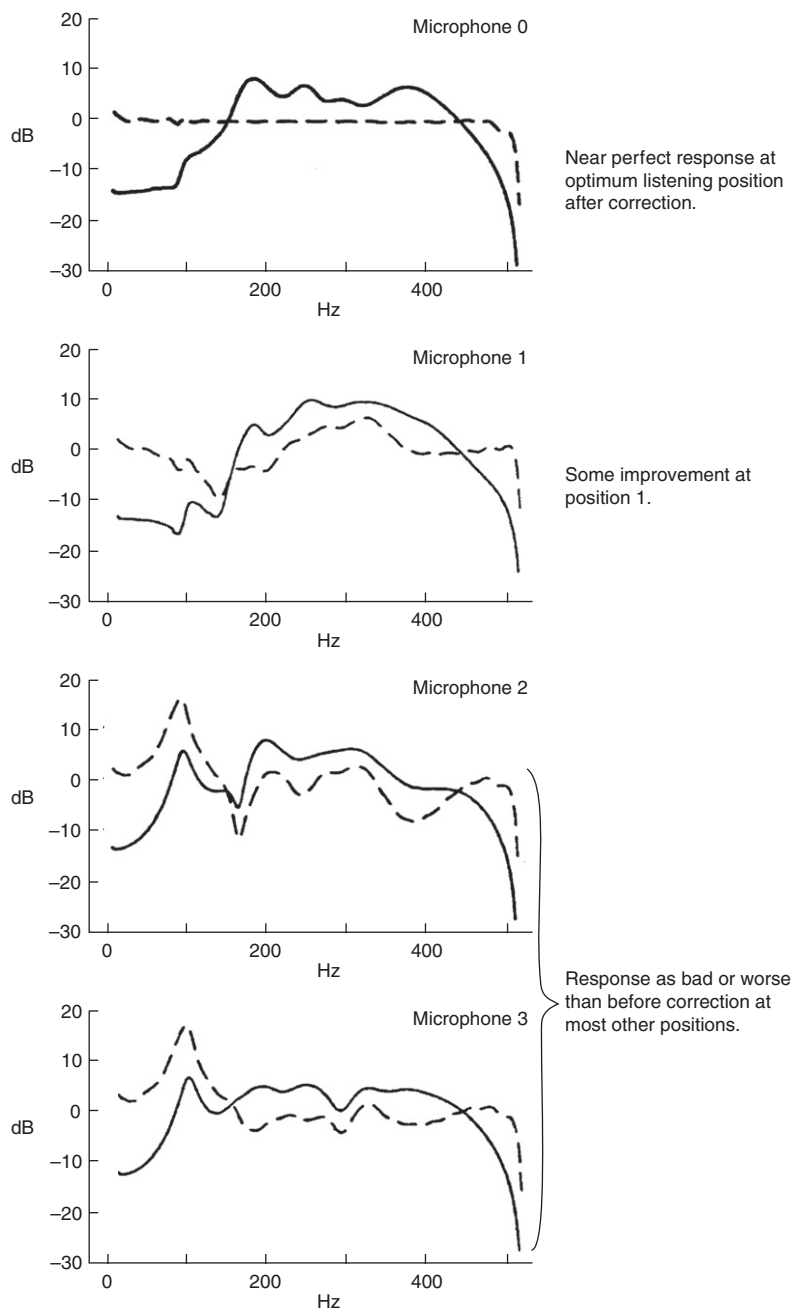 20
Microphone 0
10
0
dB
–10
–20
–30
0
200
400
Hz
Near perfect response at
optimum listening position
after correction.
20
Microphone 1
10
0
dB
–10
–20
–30
0
200
400
Hz
Some improvement at
position 1.
20
Microphone 2
10
0
dB
–10
–20
–30
0
200
400
Hz
20
Microphone 3
10
0
dB
–10
–20
–30
0
200
400
Hz
Response as bad or worse
than before correction at
most other positions.